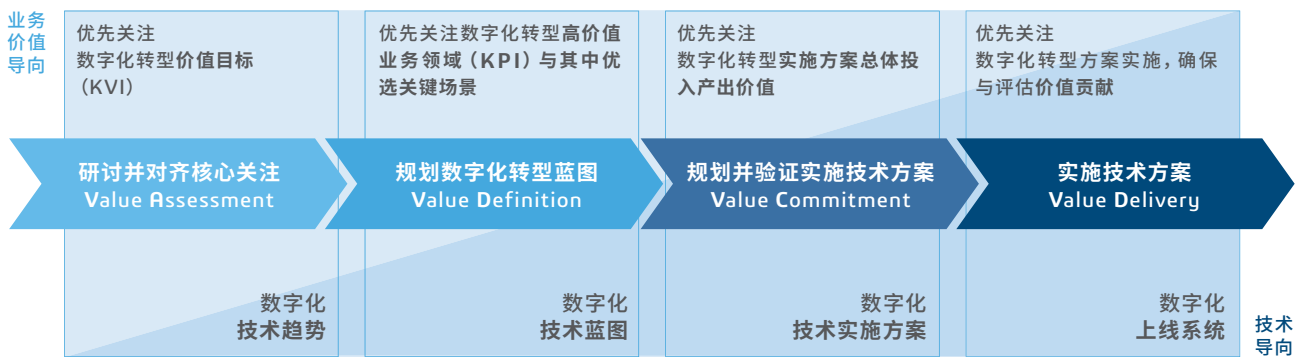 业务
价值
导向
优先关注
数字化转型价值目标
（KVI）
优先关注数字化转型高价值
业务领域（KPI）与其中优
选关键场景
优先关注
数字化转型实施方案总体投
入产出价值
优先关注
数字化转型方案实施，确保
与评估价值贡献
研讨并对齐核心关注
Value Assessment
规划数字化转型蓝图
Value Definition
规划并验证实施技术方案
Value Commitment
实施技术方案
Value Delivery
数字化
技术趋势
数字化
技术蓝图
数字化
技术实施方案
数字化
上线系统
技术
导向